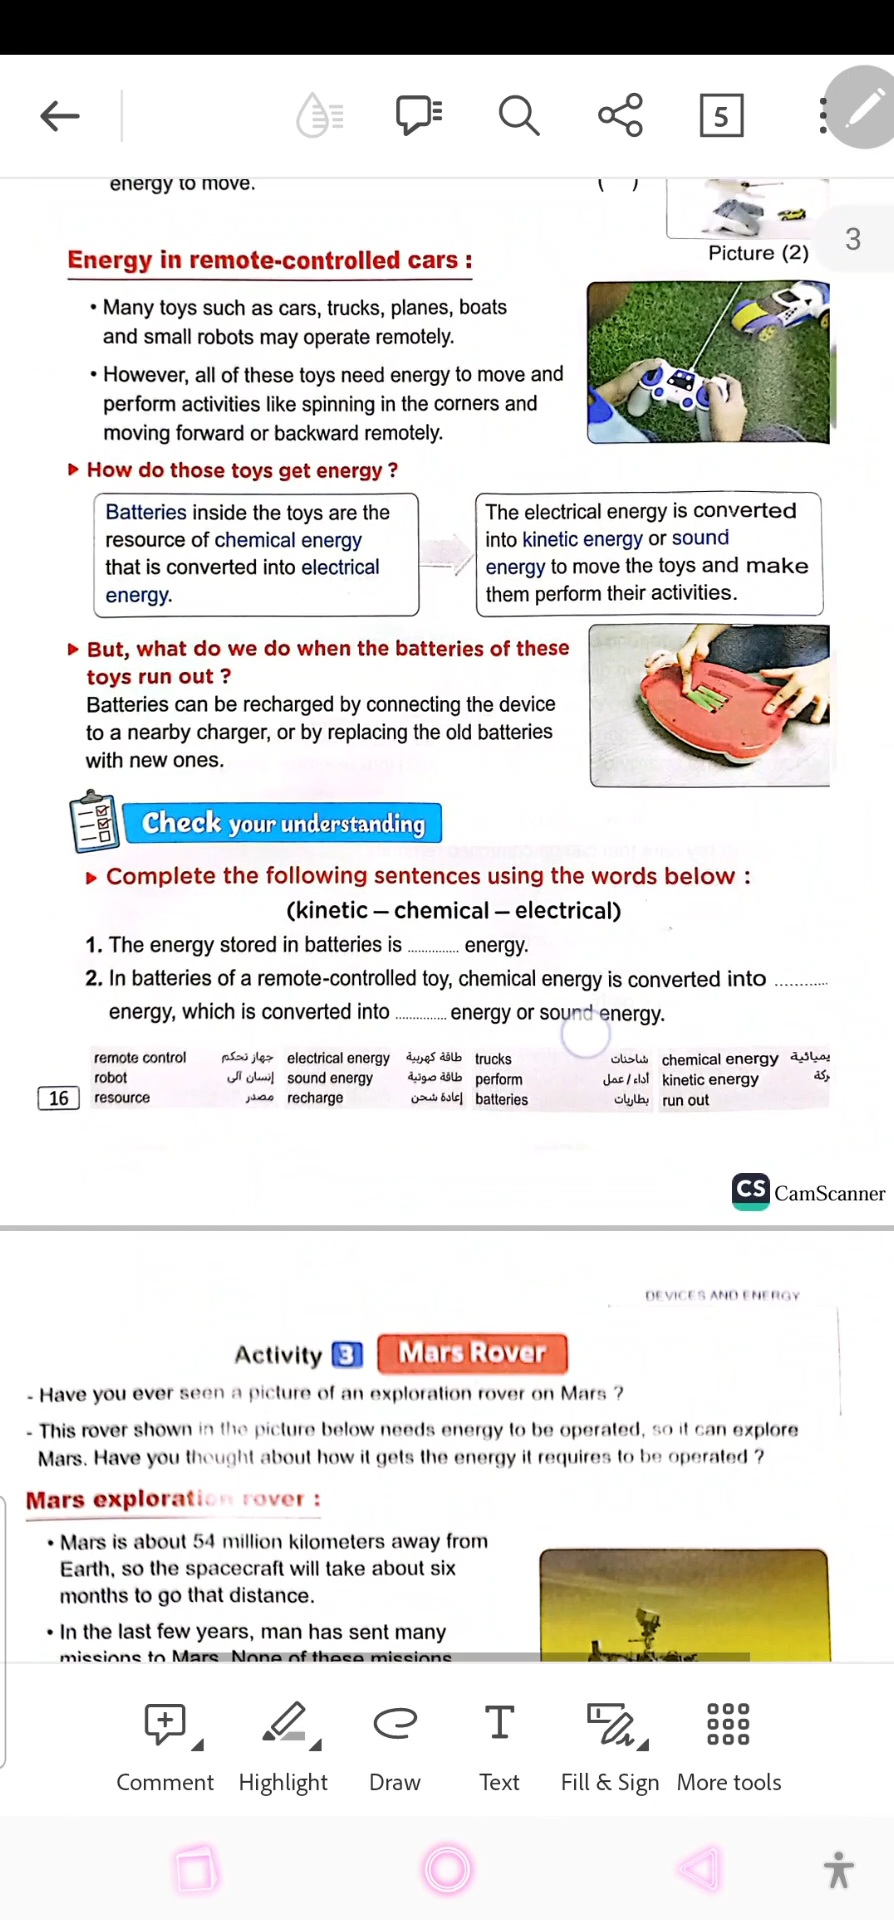 5
energy to move.
( )
3
Picture (2)
Energy in remote-controlled cars :
• Many toys such as cars, trucks, planes, boats
and small robots may operate remotely.
• However, all of these toys need energy to move and
perform activities like spinning in the corners and
moving forward or backward remotely.
How do those toys get energy ?
Batteries inside the toys are the
resource of chemical energy
that is converted into electrical
energy.
The electrical energy is converted
into kinetic energy or sound
energy to move the toys and make
them perform their activities.
But, what do we do when the batteries of these
toys run out ?
Batteries can be recharged by connecting the device
to a nearby charger, or by replacing the old batteries
with new ones.
Check your understanding
Complete the following sentences using the words below :
(kinetic – chemical – electrical)
1. The energy stored in batteries is ............. energy.
2. In batteries of a remote-controlled toy, chemical energy is converted into ............
energy, which is converted into ............. energy or sound energy.
remote control جهاز تحكم electrical energy طاقة كهربية trucks شاحنات chemical energy
robot إنسان آلى sound energy طاقة صوتية perform أداء / عمل kinetic energy
16 resource مصدر recharge إعادة شحن batteries بطاريات run out
CS CamScanner
DEVICES AND ENERGY
Activity 3 Mars Rover
- Have you ever seen a picture of an exploration rover on Mars ?
- This rover shown in the picture below needs energy to be operated, so it can explore
Mars. Have you thought about how it gets the energy it requires to be operated ?
Mars exploration rover :
• Mars is about 54 million kilometers away from
Earth, so the spacecraft will take about six
months to go that distance.
• In the last few years, man has sent many
missions to Mars. None of these missions
Comment Highlight Draw Text Fill & Sign More tools